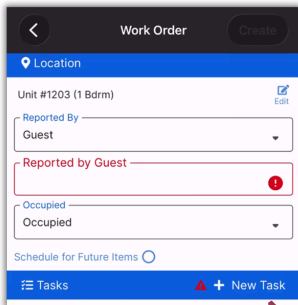 Work Order
Create
Location
Unit #1203 (1 Bdrm)
Edit
Reported By
Guest
Reported by Guest
Occupied
Occupied
Schedule for Future Items
Tasks
New Task